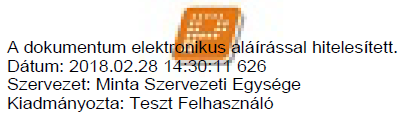 A dokumentum elektronikus aláírással hitelesített.
Dátum: 2018.02.28 14:30:11 626
Szervezet: Minta Szervezeti Egysége
Kiadmányozta: Teszt Felhasználó